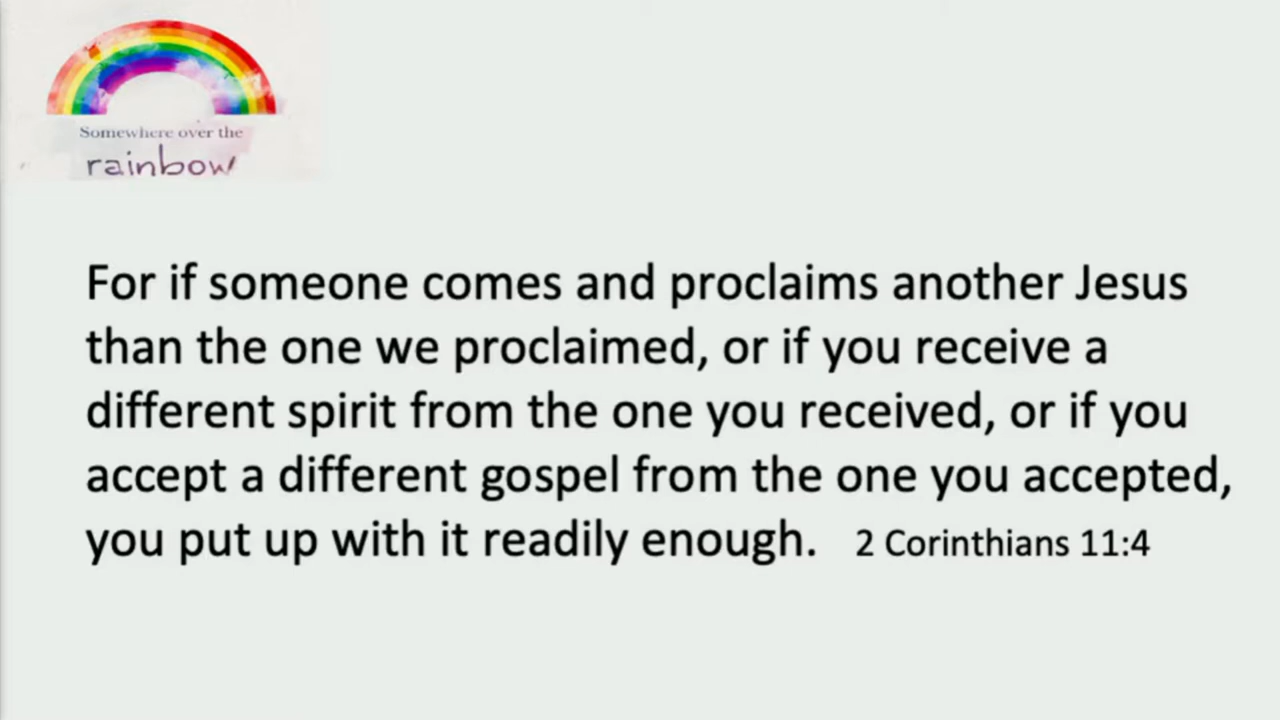 Somewhere over the
rainbow
For if someone comes and proclaims another Jesus
than the one we proclaimed, or if you receive a
different spirit from the one you received, or if you
accept a different gospel from the one you accepted,
you put up with it readily enough. 2 Corinthians 11:4